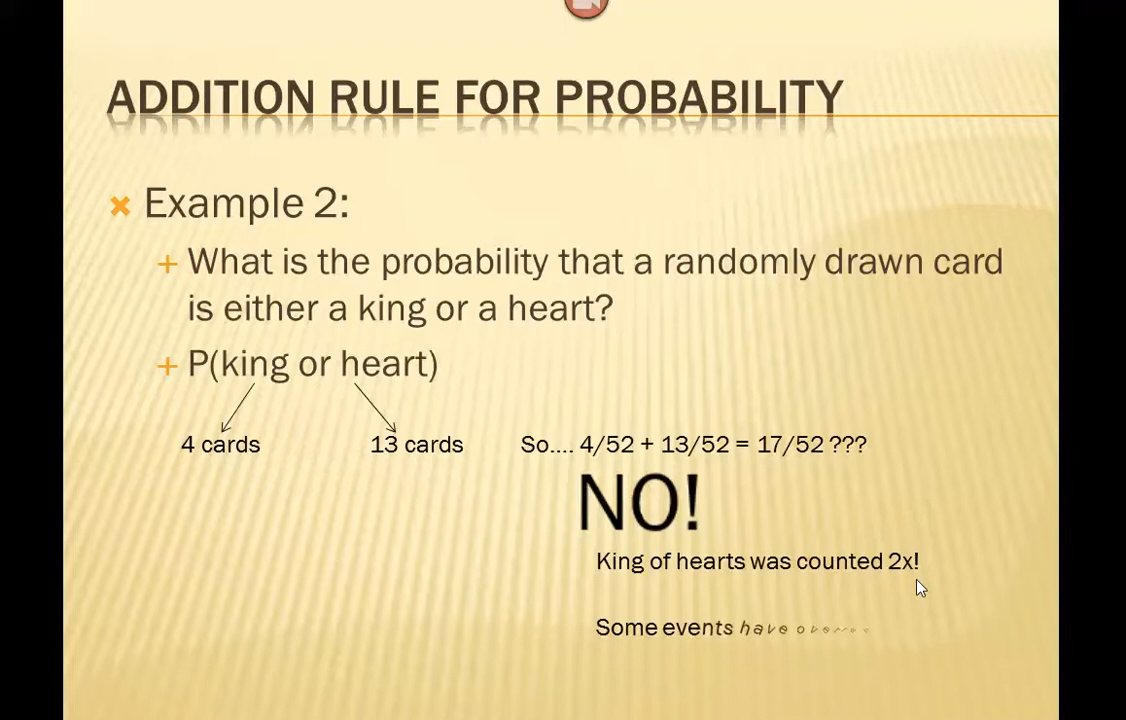 ADDITION RULE FOR PROBABILITY
Example 2:
What is the probability that a randomly drawn card
is either a king or a heart?
P(king or heart)
4 cards 13 cards So.... 4/52 + 13/52 = 17/52 ???
NO!
King of hearts was counted 2x!
Some events have